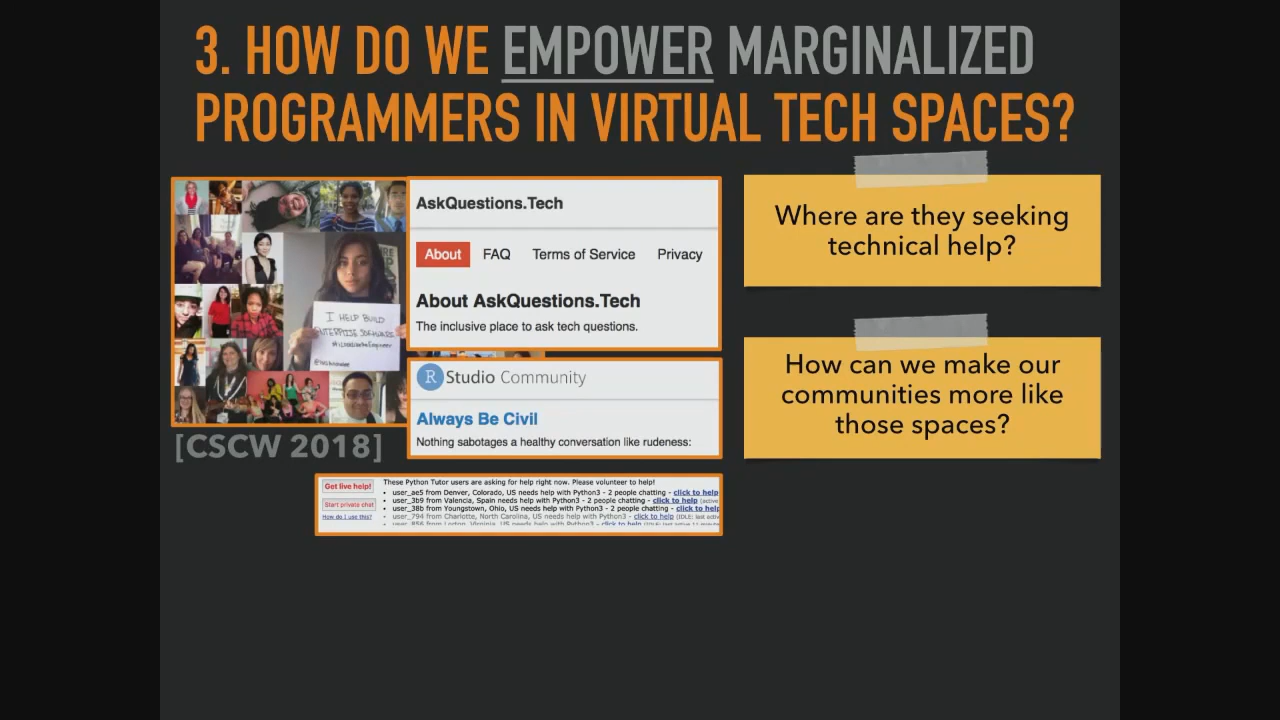 3. HOW DO WE EMPOWER MARGINALIZED
PROGRAMMERS IN VIRTUAL TECH SPACES?
I HELP BUILD
ENTERPRISE SOFTWARE
[CSCW 2018]
AskQuestions.Tech
About FAQ Terms of Service Privacy
About AskQuestions.Tech
The inclusive place to ask tech questions.
R Studio Community
Always Be Civil
Nothing sabotages a healthy conversation like rudeness:
Get live help!
Start private chat
How do I use this?
These Python Tutor users are asking for help right now. Please volunteer to help!
• user_ae5 from Denver, Colorado, US needs help with Python3 - 2 people chatting - click to help
• user_3b9 from Valencia, Spain needs help with Python3 - 2 people chatting - click to help (active
• user_38b from Youngstown, Ohio, US needs help with Python3 - 2 people chatting - click to help
• user_794 from Charlotte, North Carolina, US needs help with Python3 - click to help (IDLE: last activ
Where are they seeking
technical help?
How can we make our
communities more like
those spaces?